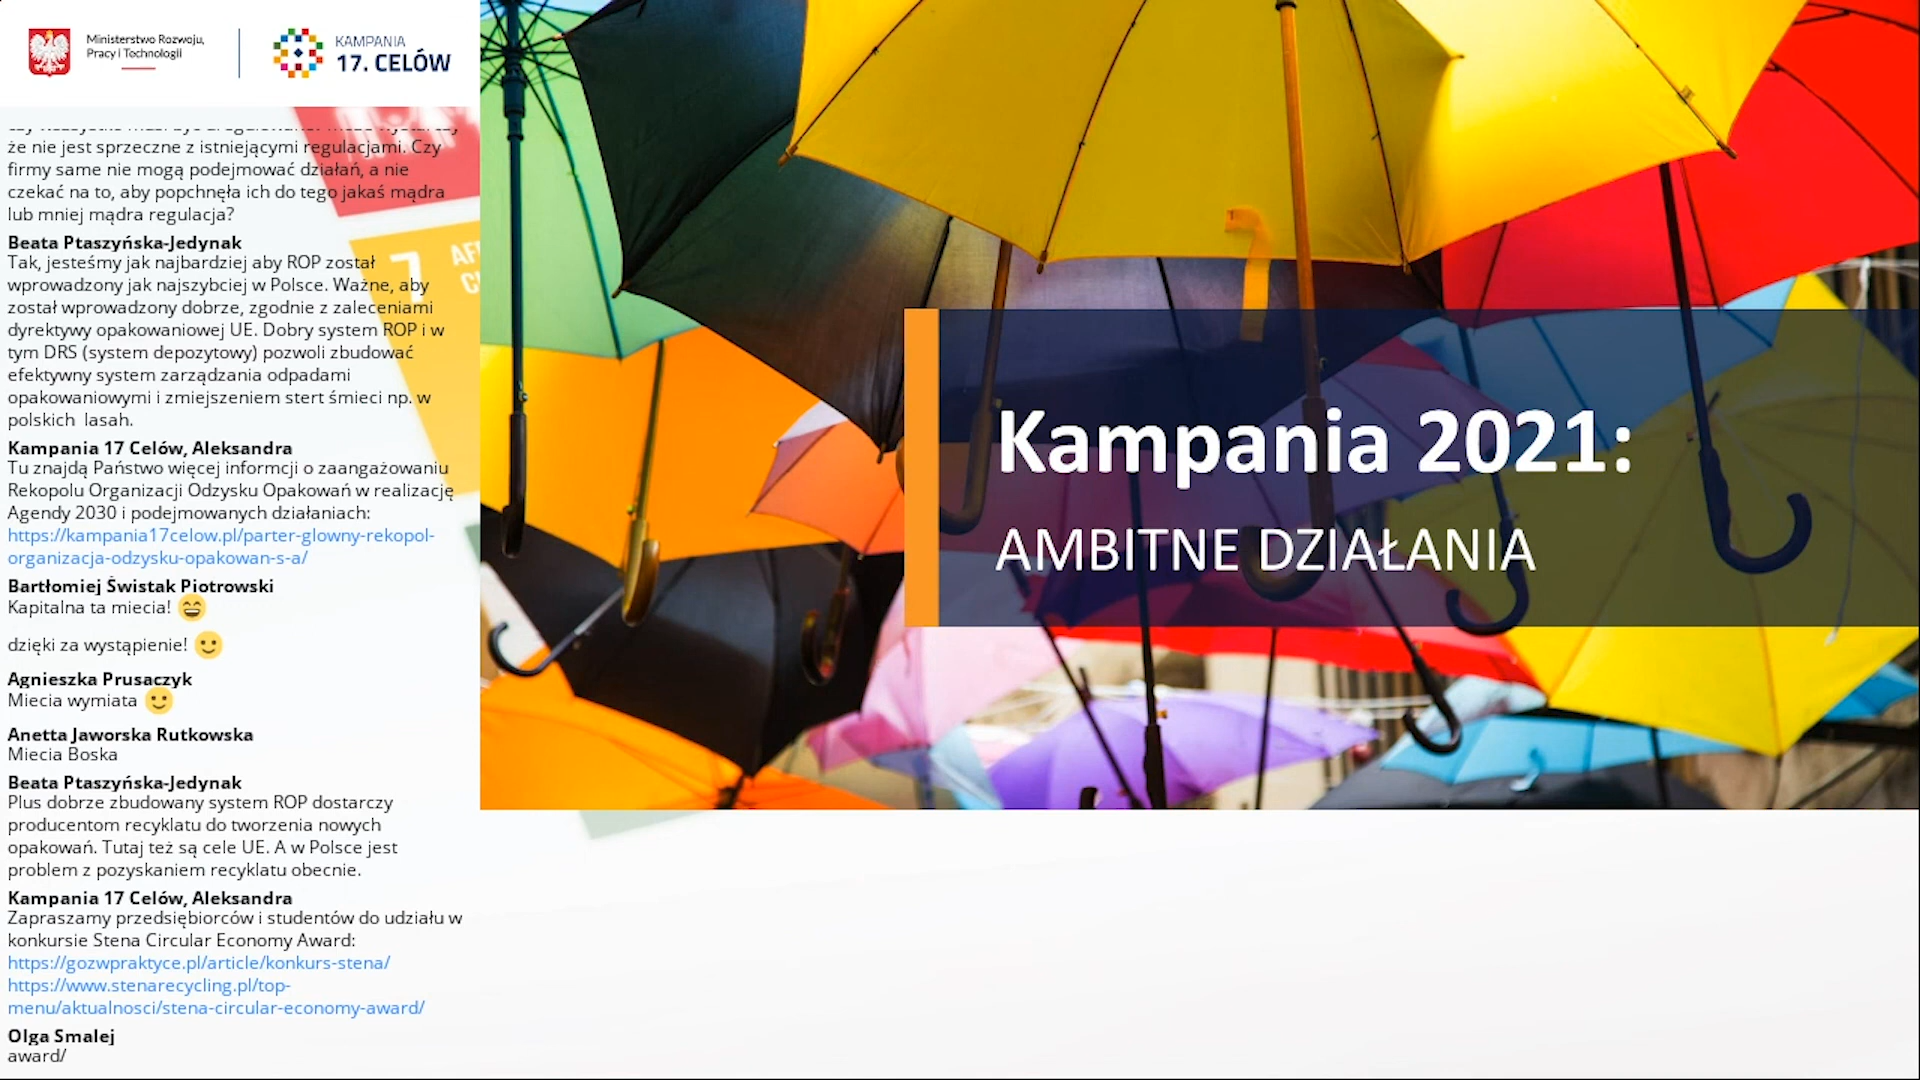 Ministerstwo Rozwoju,
Pracy i Technologii
KAMPANIA
17. CELÓW
że nie jest sprzeczne z istniejącymi regulacjami. Czy
firmy same nie mogą podejmować działań, a nie
czekać na to, aby popchnęła ich do tego jakaś mądra
lub mniej mądra regulacja?
Beata Ptaszyńska-Jedynak
Tak, jesteśmy jak najbardziej aby ROP został
wprowadzony jak najszybciej w Polsce. Ważne, aby
został wprowadzony dobrze, zgodnie z zaleceniami
dyrektywy opakowaniowej UE. Dobry system ROP i w
tym DRS (system depozytowy) pozwoli zbudować
efektywny system zarządzania odpadami
opakowaniowymi i zmiejszeniem stert śmieci np. w
polskich lasah.
Kampania 17 Celów, Aleksandra
Tu znajdą Państwo więcej informcji o zaangażowaniu
Rekopolu Organizacji Odzysku Opakowań w realizację
Agendy 2030 i podejmowanych działaniach:
https://kampania17celow.pl/parter-glowny-rekopol-
organizacja-odzysku-opakowan-s-a/
Bartłomiej Świstak Piotrowski
Kapitalna ta miecia! 😄
dzięki za wystąpienie! 🙂
Agnieszka Prusaczyk
Miecia wymiata 🙂
Anetta Jaworska Rutkowska
Miecia Boska
Beata Ptaszyńska-Jedynak
Plus dobrze zbudowany system ROP dostarczy
producentom recyklatu do tworzenia nowych
opakowań. Tutaj też są cele UE. A w Polsce jest
problem z pozyskaniem recyklatu obecnie.
Kampania 17 Celów, Aleksandra
Zapraszamy przedsiębiorców i studentów do udziału w
konkursie Stena Circular Economy Award:
https://gozwpraktyce.pl/article/konkurs-stena/
https://www.stenarecycling.pl/top-
menu/aktualnosci/stena-circular-economy-award/
Olga Smalej
award/
7
Kampania 2021:
AMBITNE DZIAŁANIA